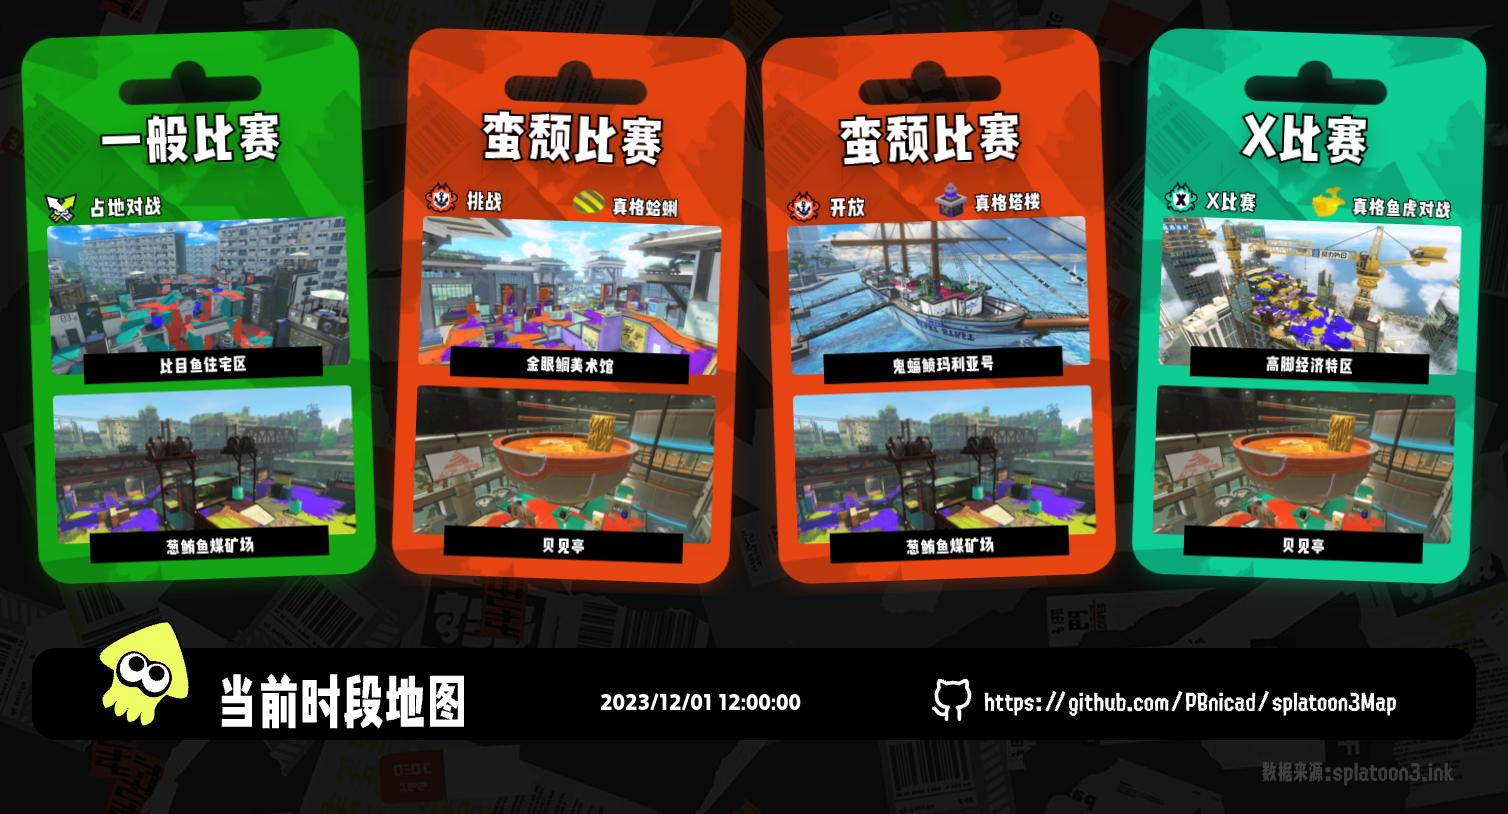 一般比赛
占地对战
比目鱼住宅区
葱鲔鱼煤矿场
蛮颓比赛
挑战
真格蛤蜊
金眼鲷美术馆
贝见亭
蛮颓比赛
开放
真格塔楼
鬼蝠鲼玛利亚号
葱鲔鱼煤矿场
X比赛
X比赛
真格鱼虎对战
高脚经济特区
贝见亭
当前时段地图
2023/12/01 12:00:00
https://github.com/PBnicad/splatoon3Map
数据来源:splatoon3.ink